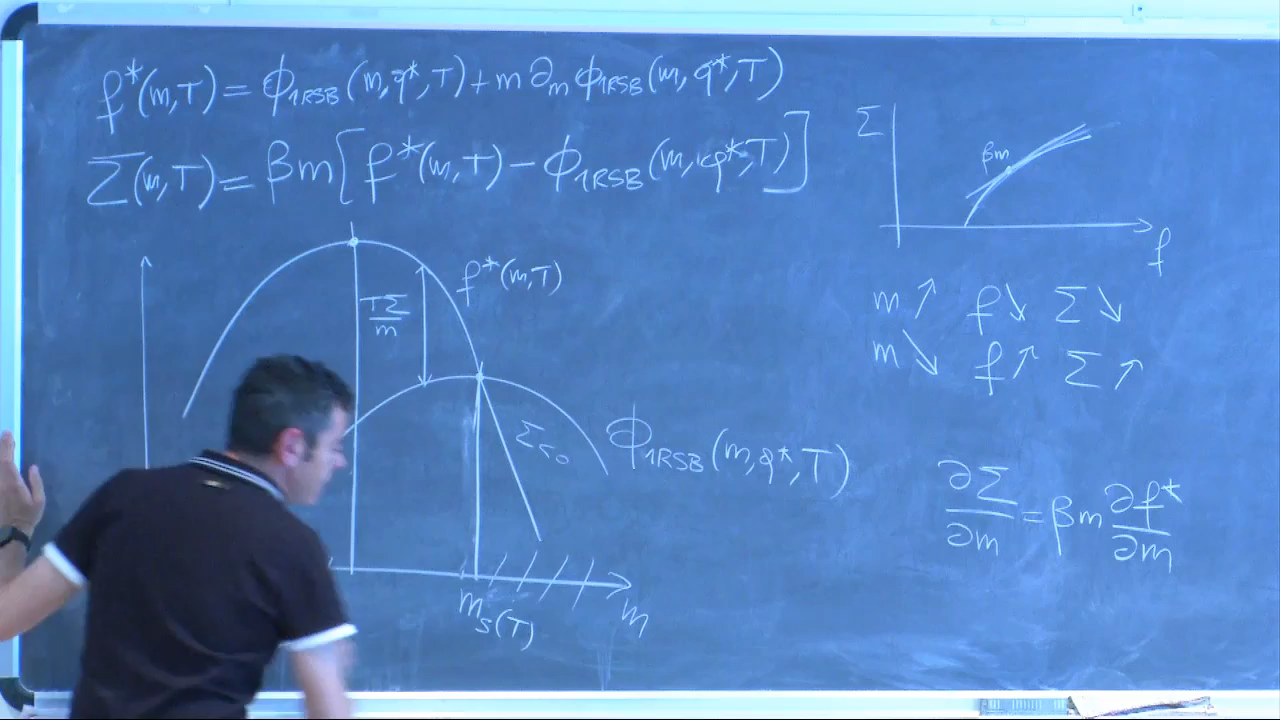 f*(m,T) = ϕ₁RSB(m,q*,T) + m ∂ₘ ϕ₁RSB(m,q*,T)
Σ(m,T) = βm[f*(m,T) − ϕ₁RSB(m,q*,T)]
Σ
βm
f
f*(m,T)
TΣ/m
m ↗ f ↘ Σ ↘
m ↘ f ↗ Σ ↗
Σ<0
ϕ₁RSB(m,q*,T)
∂Σ/∂m = βm ∂f*/∂m
mₛ(T)
m